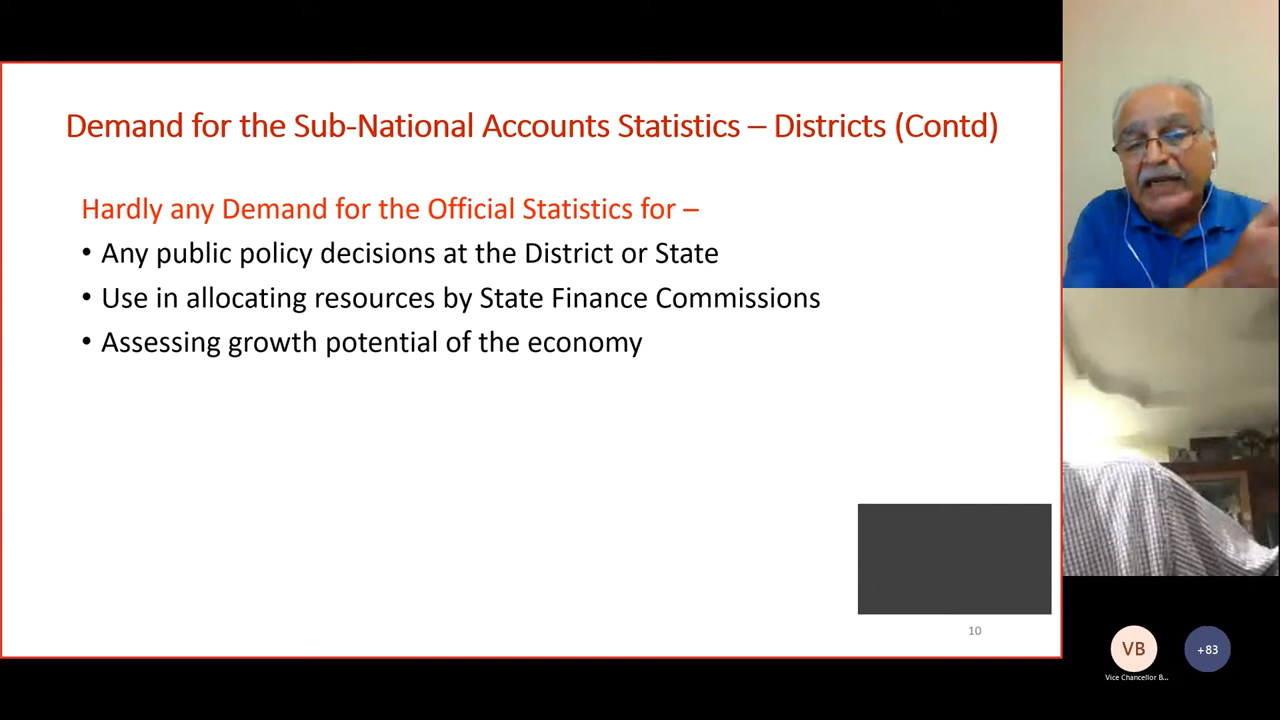 Demand for the Sub-National Accounts Statistics – Districts (Contd)
Hardly any Demand for the Official Statistics for –
• Any public policy decisions at the District or State
• Use in allocating resources by State Finance Commissions
• Assessing growth potential of the economy
10
VB
+83
Vice Chancellor B...